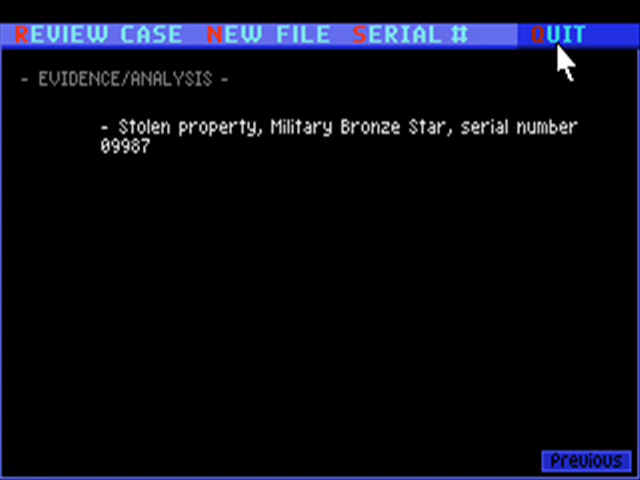 REVIEW CASE NEW FILE SERIAL # QUIT
- EVIDENCE/ANALYSIS -
- Stolen property, Military Bronze Star, serial number
09987
Previous